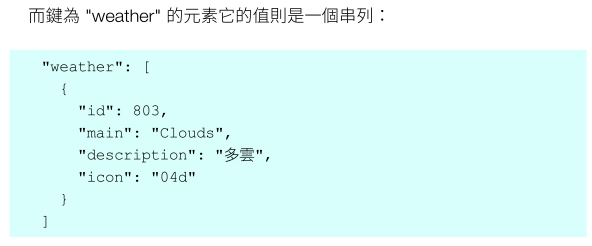 而鍵為 "weather" 的元素它的值則是一個串列：
"weather": [
  {
    "id": 803,
    "main": "Clouds",
    "description": "多雲",
    "icon": "04d"
  }
]